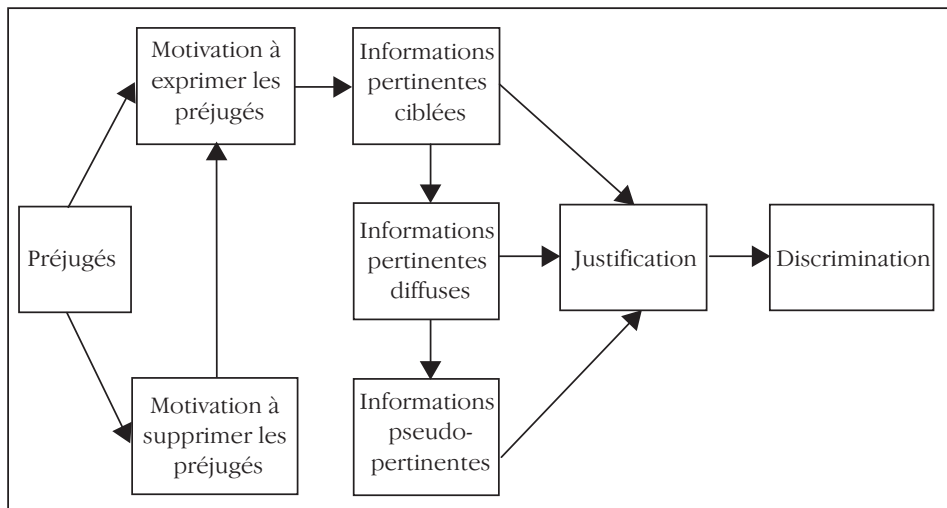 Motivation à
exprimer les
préjugés
Informations
pertinentes
ciblées
Préjugés
Informations
pertinentes
diffuses
Justification
Discrimination
Motivation à
supprimer les
préjugés
Informations
pseudo-
pertinentes